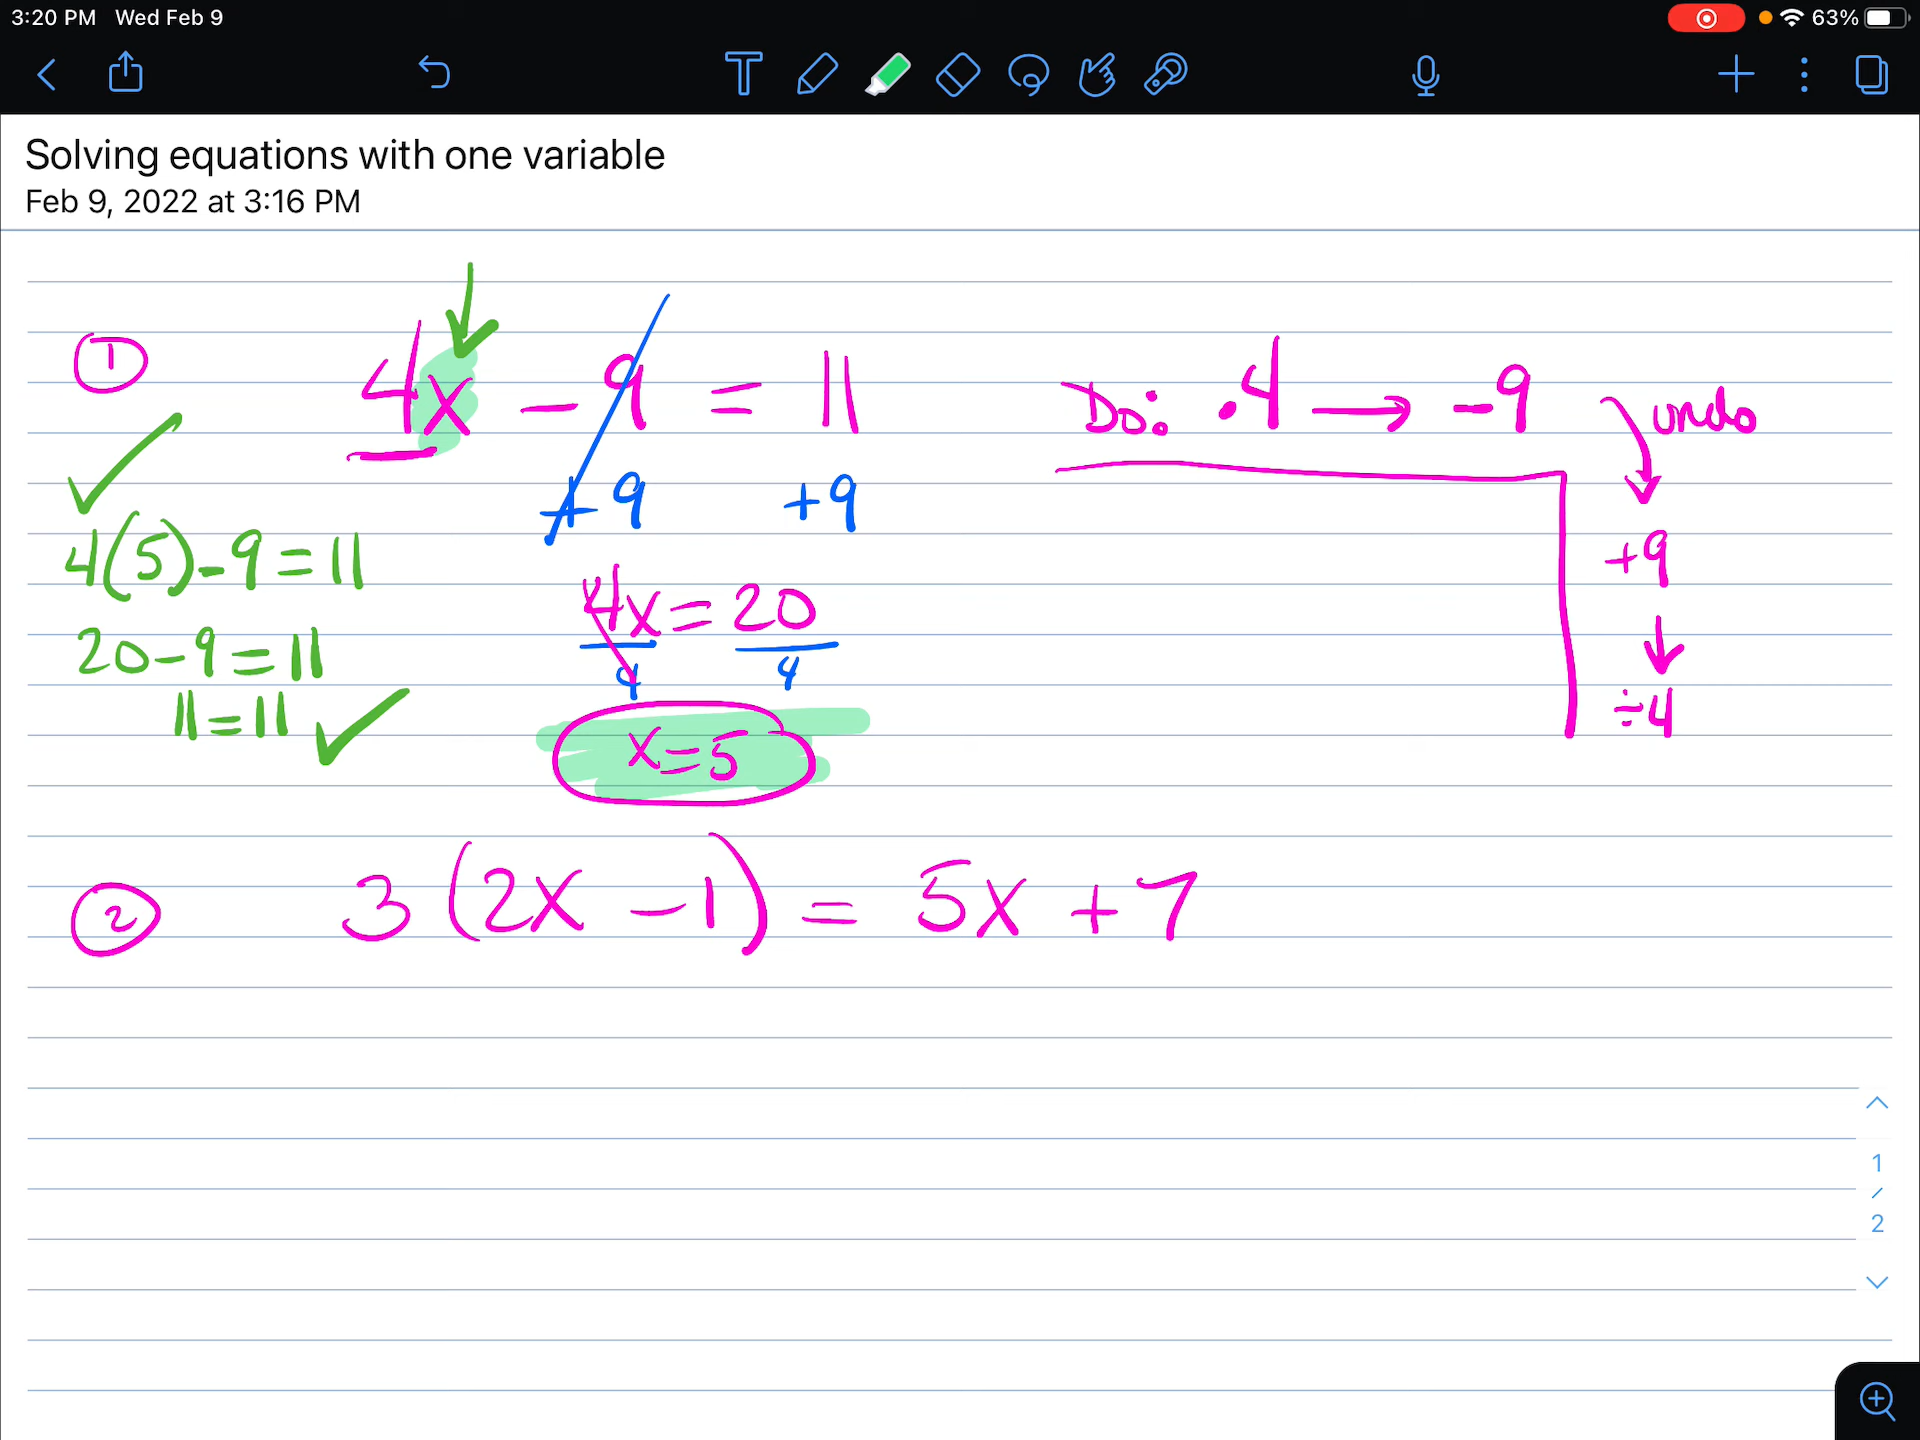 3:20 PM Wed Feb 9
63%
T
Solving equations with one variable
Feb 9, 2022 at 3:16 PM
① 4x - 9 = 11
+9 +9
4x = 20
4 4
x = 5
✓
4(5) - 9 = 11
20 - 9 = 11
11 = 11 ✓
Do: ·4 → -9 undo
+9
↓
÷4
② 3(2x - 1) = 5x + 7
1
/
2